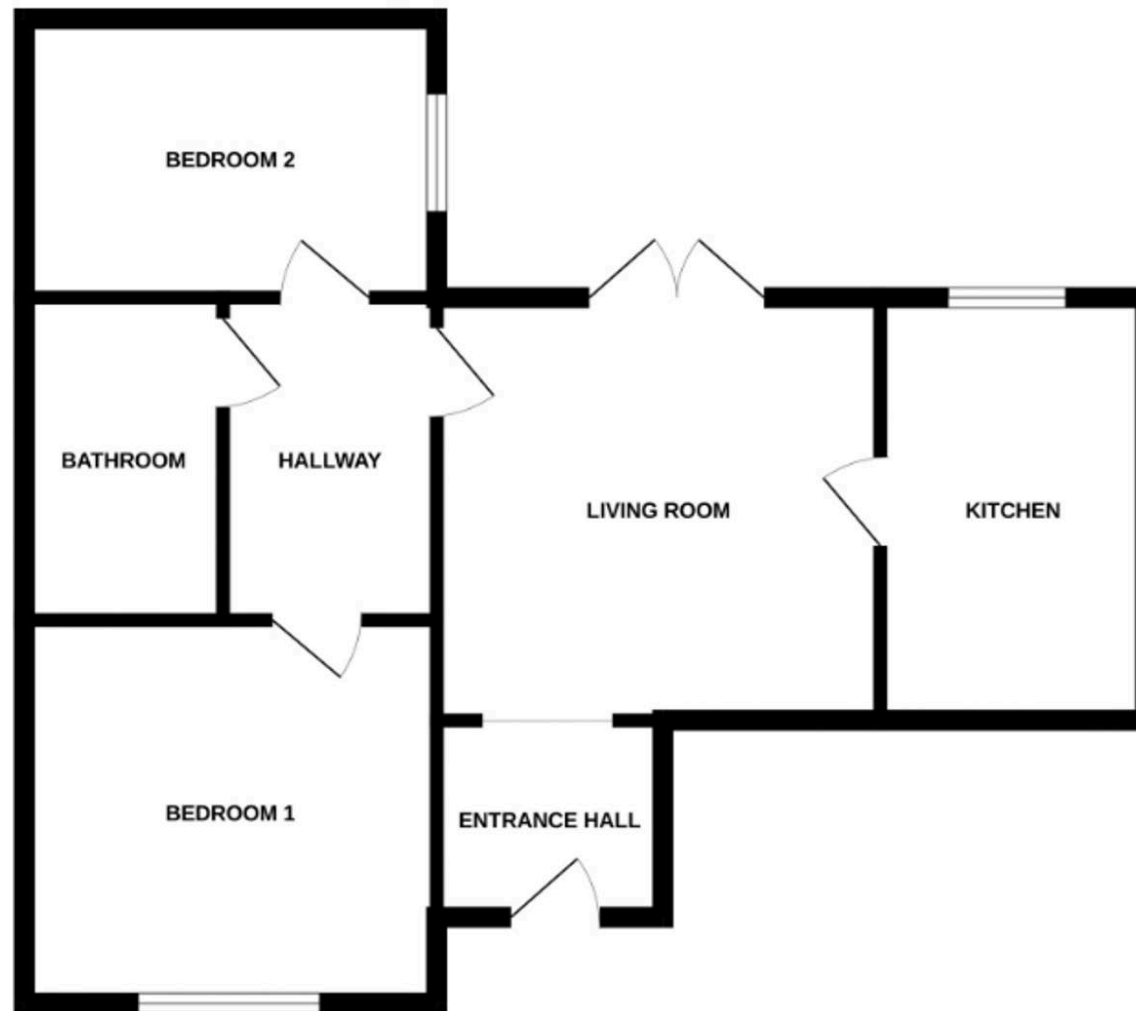 BEDROOM 2
BATHROOM
HALLWAY
LIVING ROOM
KITCHEN
BEDROOM 1
ENTRANCE HALL